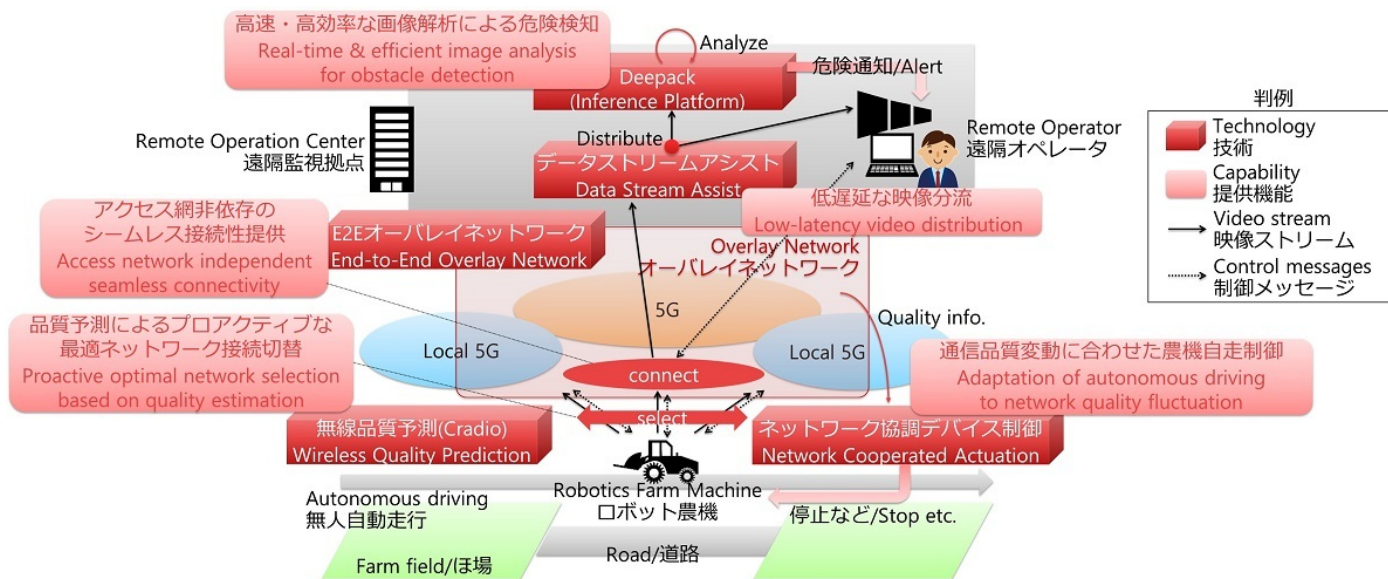 高速・高効率な画像解析による危険検知
Real-time & efficient image analysis
for obstacle detection
Analyze
Deepack
(Inference Platform)
危険通知/Alert
Remote Operation Center
遠隔監視拠点
Distribute
データストリームアシスト
Data Stream Assist
Remote Operator
遠隔オペレータ
判例
Technology
技術
Capability
提供機能
Video stream
映像ストリーム
Control messages
制御メッセージ
アクセス網非依存の
シームレス接続性提供
Access network independent
seamless connectivity
E2Eオーバレイネットワーク
End-to-End Overlay Network
低遅延な映像分流
Low-latency video distribution
Overlay Network
オーバレイネットワーク
5G
Local 5G
Local 5G
Quality info.
品質予測によるプロアクティブな
最適ネットワーク接続切替
Proactive optimal network selection
based on quality estimation
connect
通信品質変動に合わせた農機自走制御
Adaptation of autonomous driving
to network quality fluctuation
select
無線品質予測(Cradio)
Wireless Quality Prediction
ネットワーク協調デバイス制御
Network Cooperated Actuation
Autonomous driving
無人自動走行
Robotics Farm Machine
ロボット農機
停止など/Stop etc.
Farm field/ほ場
Road/道路